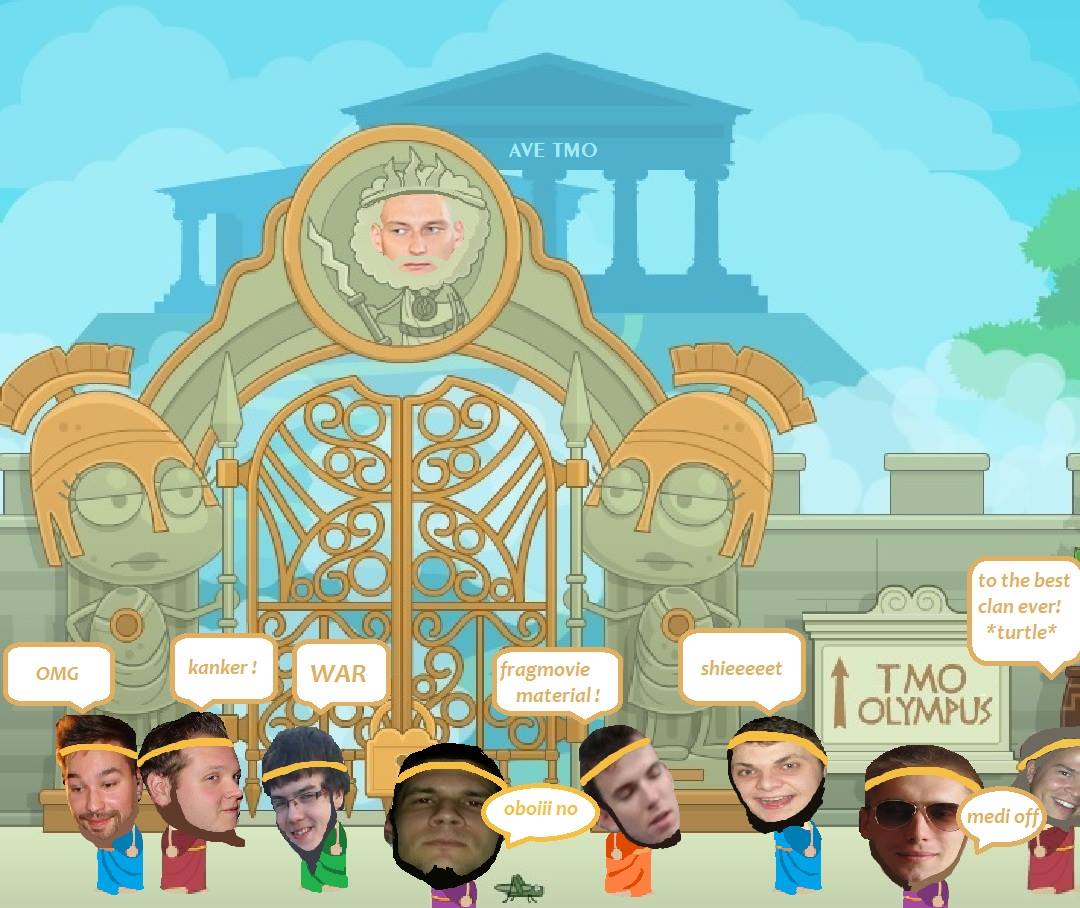 AVE TMO
to the best
clan ever!
*turtle*
OMG
kanker !
WAR
fragmovie
material !
shieeeeet
TMO
OLYMPUS
oboiii no
medi off